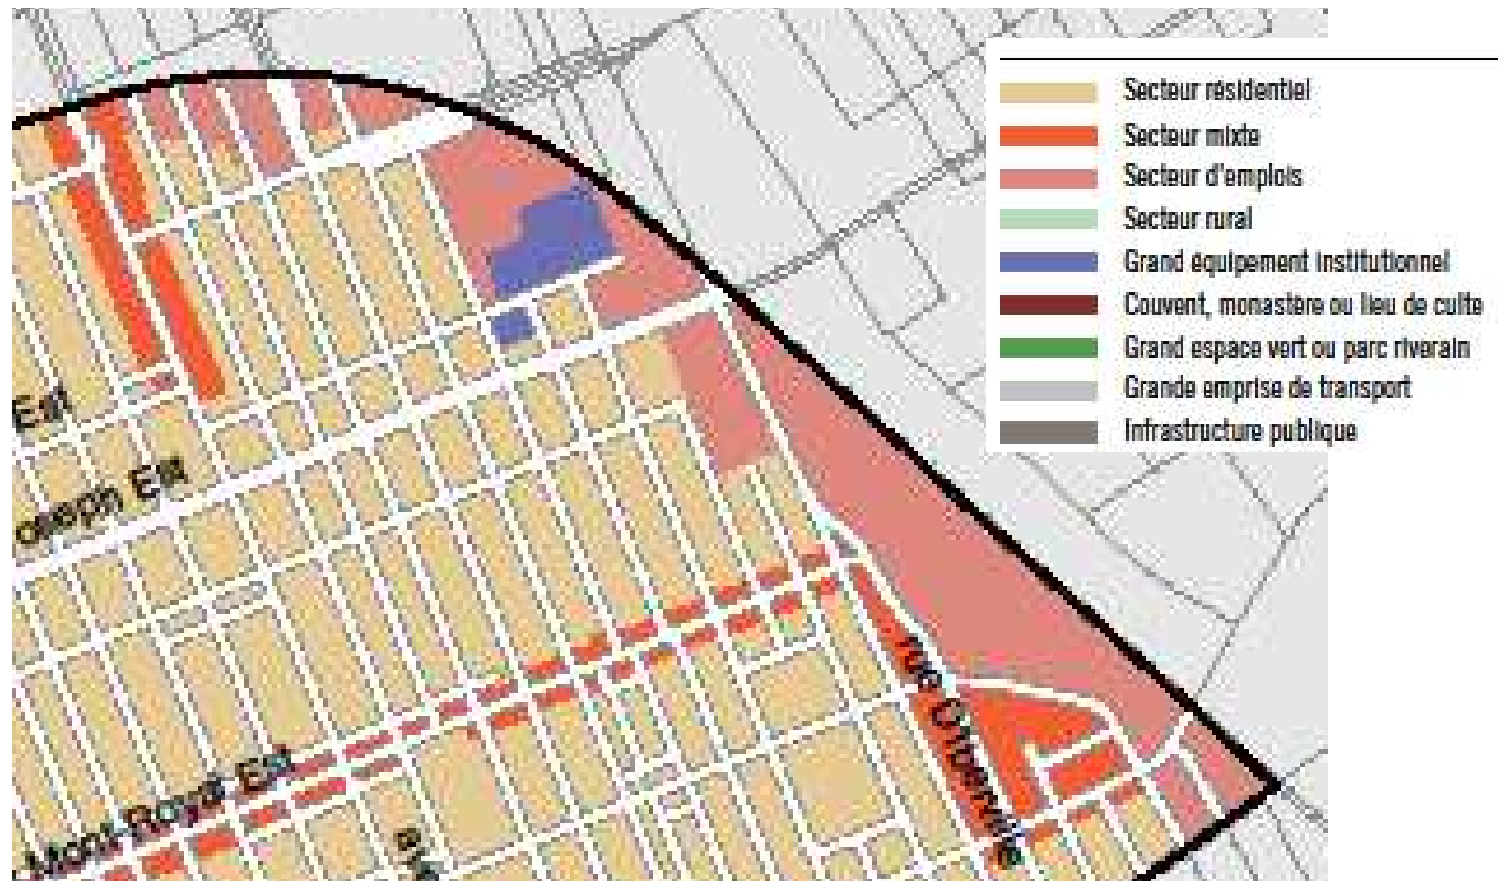 Secteur résidentiel
Secteur mixte
Secteur d'emplois
Secteur rural
Grand équipement institutionnel
Couvent, monastère ou lieu de culte
Grand espace vert ou parc riverain
Grande emprise de transport
Infrastructure publique
Est
oseph Est
rue D'Iberville
Mont-Royal Est